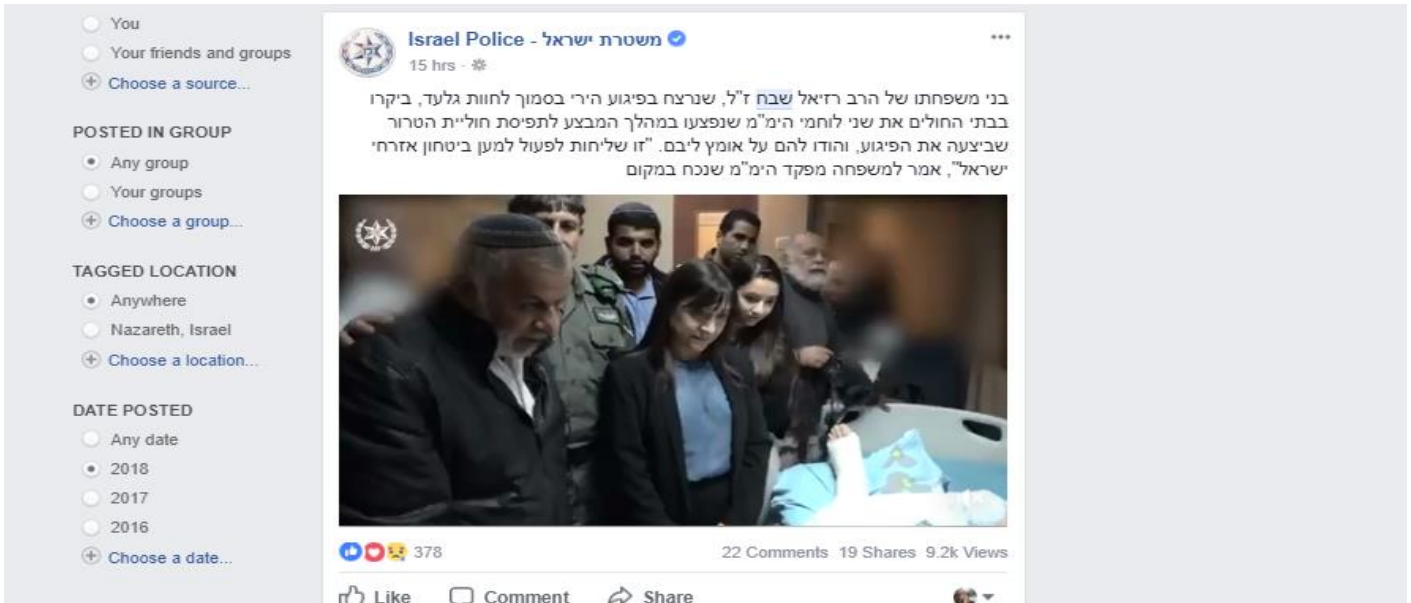 You
Your friends and groups
Choose a source...
POSTED IN GROUP
Any group
Your groups
Choose a group...
TAGGED LOCATION
Anywhere
Nazareth, Israel
Choose a location...
DATE POSTED
Any date
2018
2017
2016
Choose a date...
Israel Police - משטרת ישראל
15 hrs
בני משפחתו של הרב רזיאל שבח ז"ל, שנרצח בפיגוע הירי בסמוך לחוות גלעד, ביקרו
בבתי החולים את שני לוחמי הימ"מ שנפצעו במהלך המבצע לתפיסת חוליית הטרור
שביצעה את הפיגוע, והודו להם על אומץ ליבם. "זו שליחות לפעול למען ביטחון אזרחי
ישראל", אמר למשפחה מפקד הימ"מ שנכח במקום
378
22 Comments 19 Shares 9.2k Views
Like Comment Share